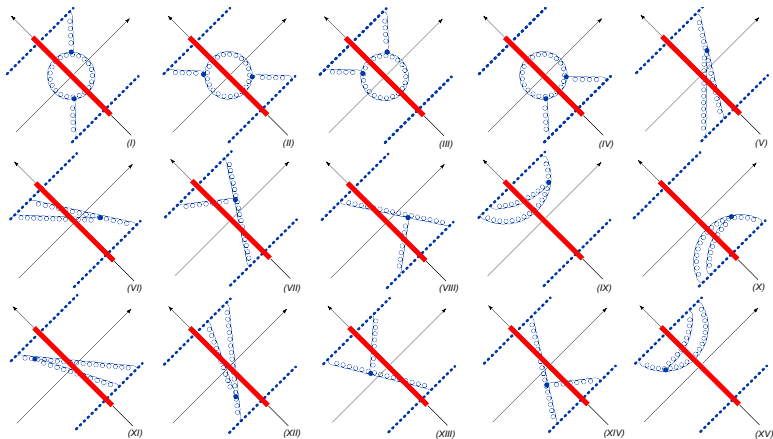 (I) (II) (III) (IV) (V)
(VI) (VII) (VIII) (IX) (X)
(XI) (XII) (XIII) (XIV) (XV)